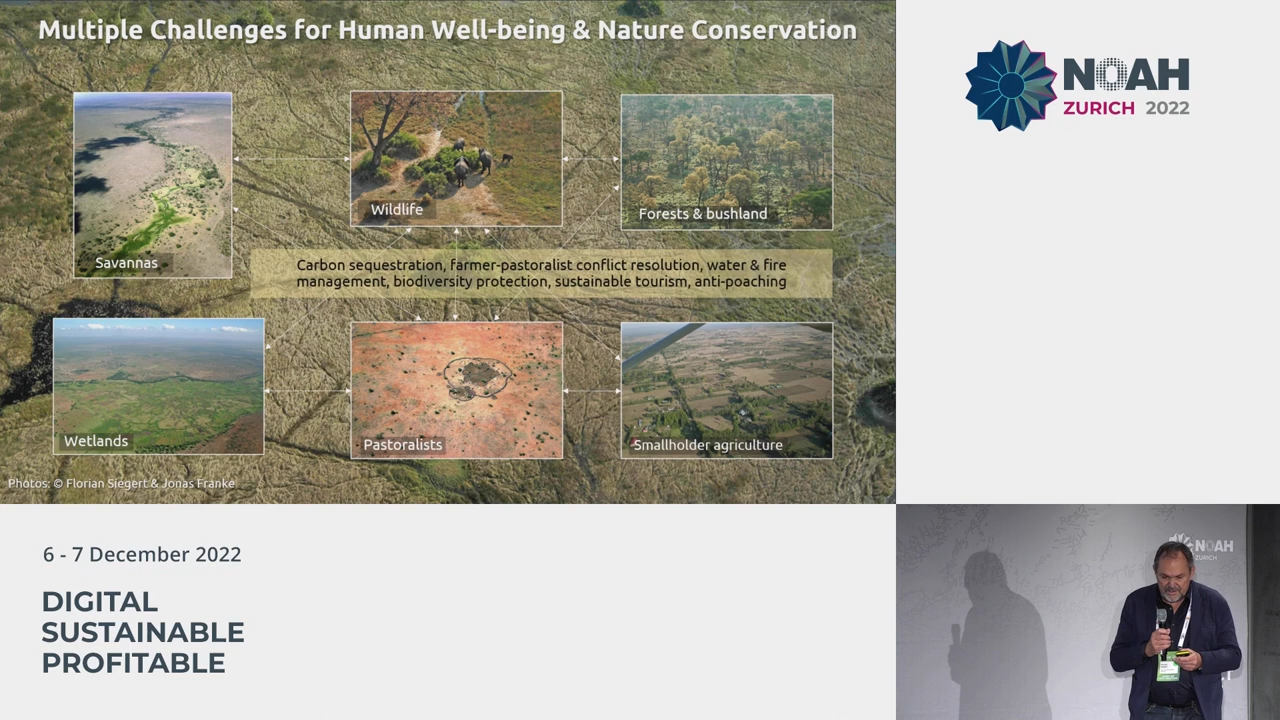 Multiple Challenges for Human Well-being & Nature Conservation
NOAH
ZURICH 2022
Wildlife
Forests & bushland
Savannas
Carbon sequestration, farmer-pastoralist conflict resolution, water & fire
management, biodiversity protection, sustainable tourism, anti-poaching
Wetlands
Pastoralists
Smallholder agriculture
Photos: © Florian Siegert & Jonas Franke
6 - 7 December 2022
DIGITAL
SUSTAINABLE
PROFITABLE
NOAH
ZURICH